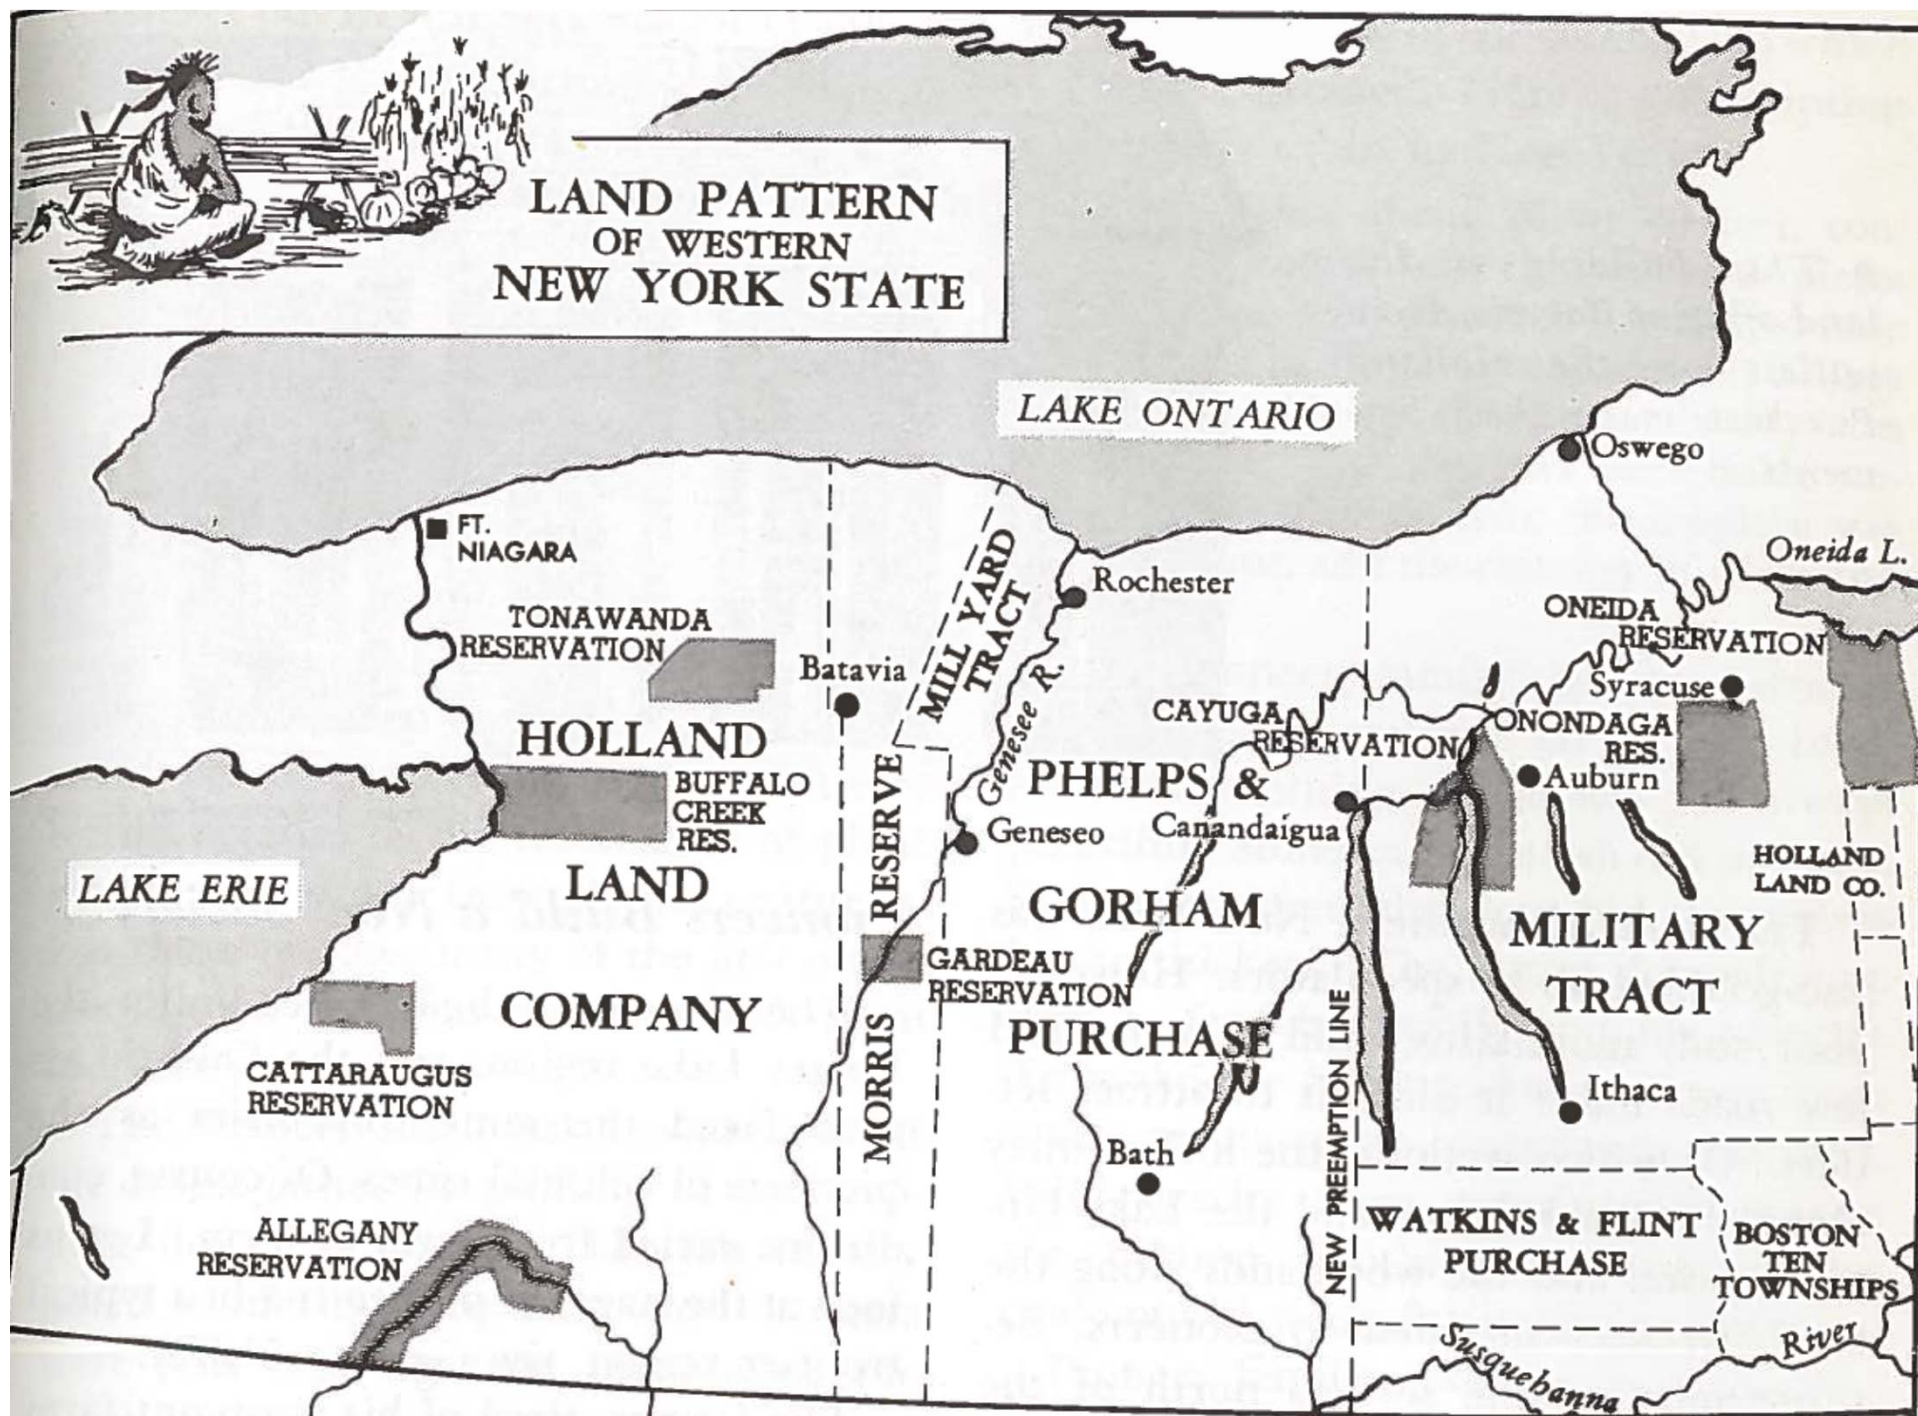 LAND PATTERN
OF WESTERN
NEW YORK STATE
LAKE ONTARIO
Oswego
FT.
NIAGARA
Oneida L.
MILL YARD
TRACT
Rochester
TONAWANDA
RESERVATION
ONEIDA
RESERVATION
Batavia
Genesee R.
Syracuse
CAYUGA
RESERVATION
ONONDAGA
RES.
HOLLAND
LAND
COMPANY
BUFFALO
CREEK
RES.
PHELPS &
GORHAM
PURCHASE
Auburn
Geneseo
Canandaigua
HOLLAND
LAND CO.
LAKE ERIE
MORRIS RESERVE
MILITARY
TRACT
GARDEAU
RESERVATION
CATTARAUGUS
RESERVATION
NEW PREEMPTION LINE
Ithaca
Bath
ALLEGANY
RESERVATION
WATKINS & FLINT
PURCHASE
BOSTON
TEN
TOWNSHIPS
Susquehanna River